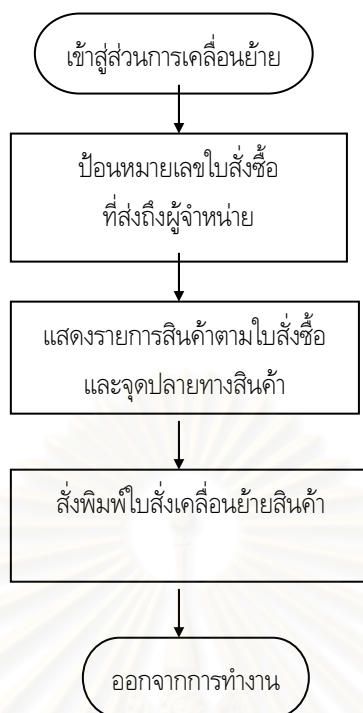 เข้าสู่ส่วนการเคลื่อนย้าย
ป้อนหมายเลขใบสั่งซื้อ
ที่ส่งถึงผู้จำหน่าย
แสดงรายการสินค้าตามใบสั่งซื้อ
และจุดปลายทางสินค้า
สั่งพิมพ์ใบสั่งเคลื่อนย้ายสินค้า
ออกจากการทำงาน